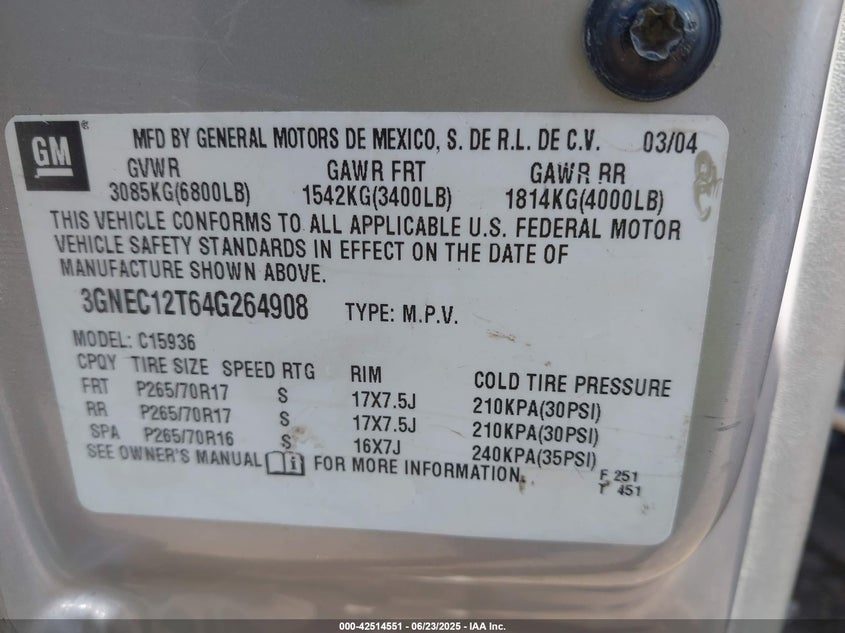 GM ®
MFD BY GENERAL MOTORS DE MEXICO, S. DE R.L. DE C.V. 03/04
GVWR GAWR FRT GAWR RR
3085KG(6800LB) 1542KG(3400LB) 1814KG(4000LB)
THIS VEHICLE CONFORMS TO ALL APPLICABLE U.S. FEDERAL MOTOR
VEHICLE SAFETY STANDARDS IN EFFECT ON THE DATE OF
MANUFACTURE SHOWN ABOVE.
3GNEC12T64G264908 TYPE: M.P.V.
MODEL: C15936
CPQY TIRE SIZE SPEED RTG RIM COLD TIRE PRESSURE
FRT P265/70R17 S 17X7.5J 210KPA(30PSI)
RR P265/70R17 S 17X7.5J 210KPA(30PSI)
SPA P265/70R16 S 16X7J 240KPA(35PSI)
SEE OWNER'S MANUAL FOR MORE INFORMATION.
F 251
T 451
000-42514551 - 06/23/2025 - IAA Inc.